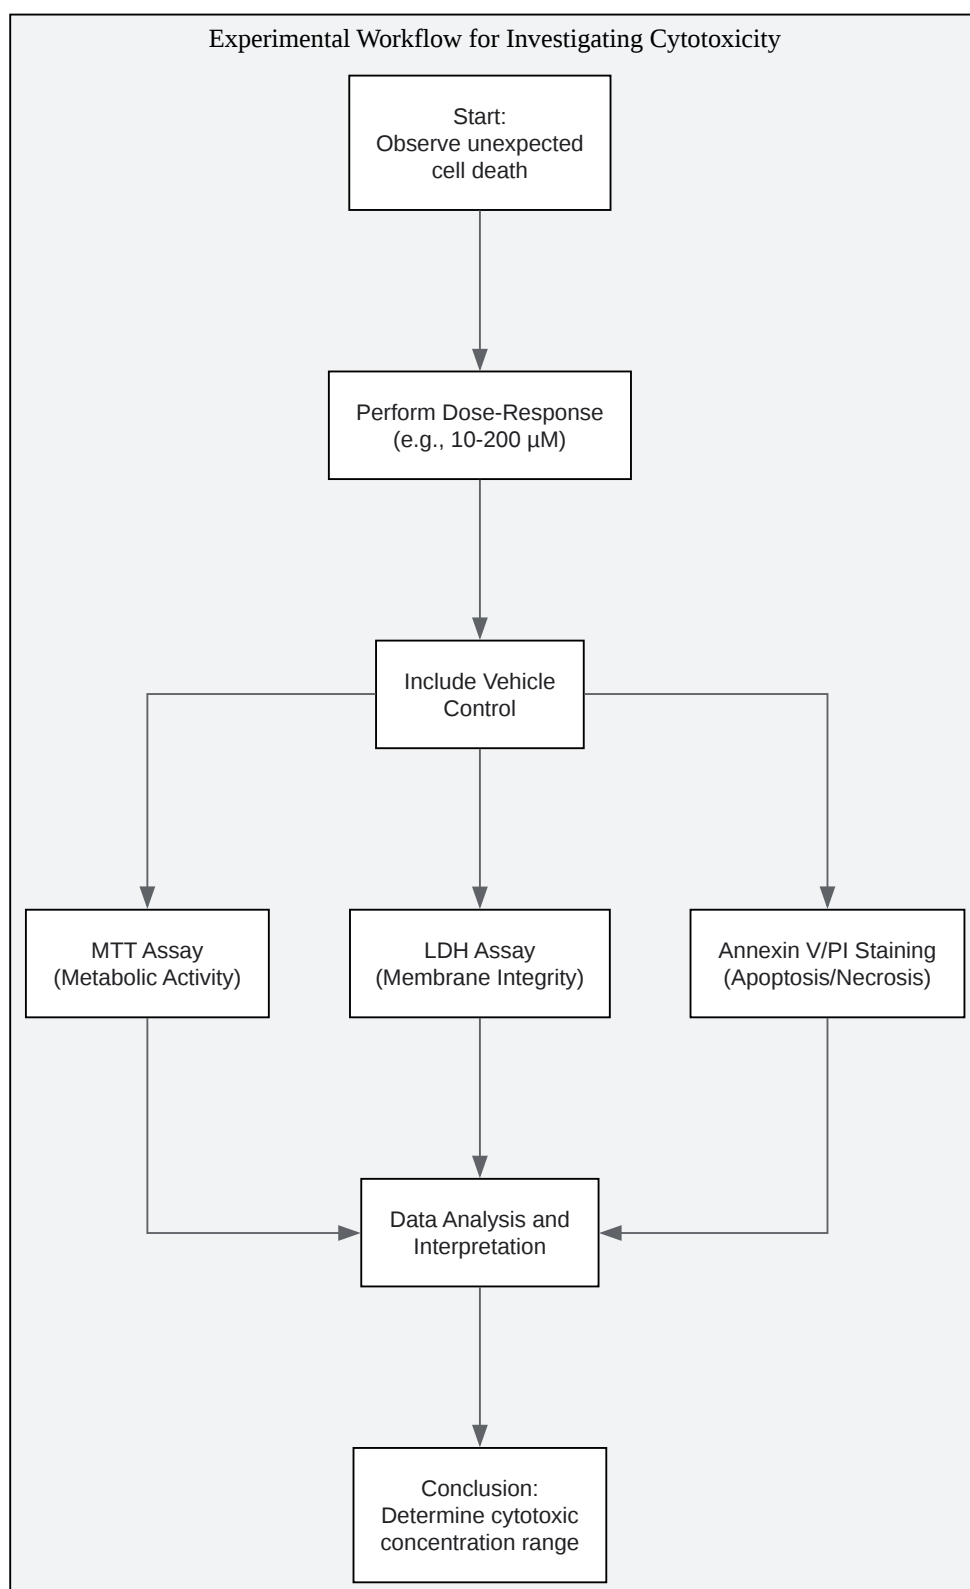 Experimental Workflow for Investigating Cytotoxicity
Start:
Observe unexpected
cell death
Perform Dose-Response
(e.g., 10-200 µM)
Include Vehicle
Control
MTT Assay
(Metabolic Activity)
LDH Assay
(Membrane Integrity)
Annexin V/PI Staining
(Apoptosis/Necrosis)
Data Analysis and
Interpretation
Conclusion:
Determine cytotoxic
concentration range